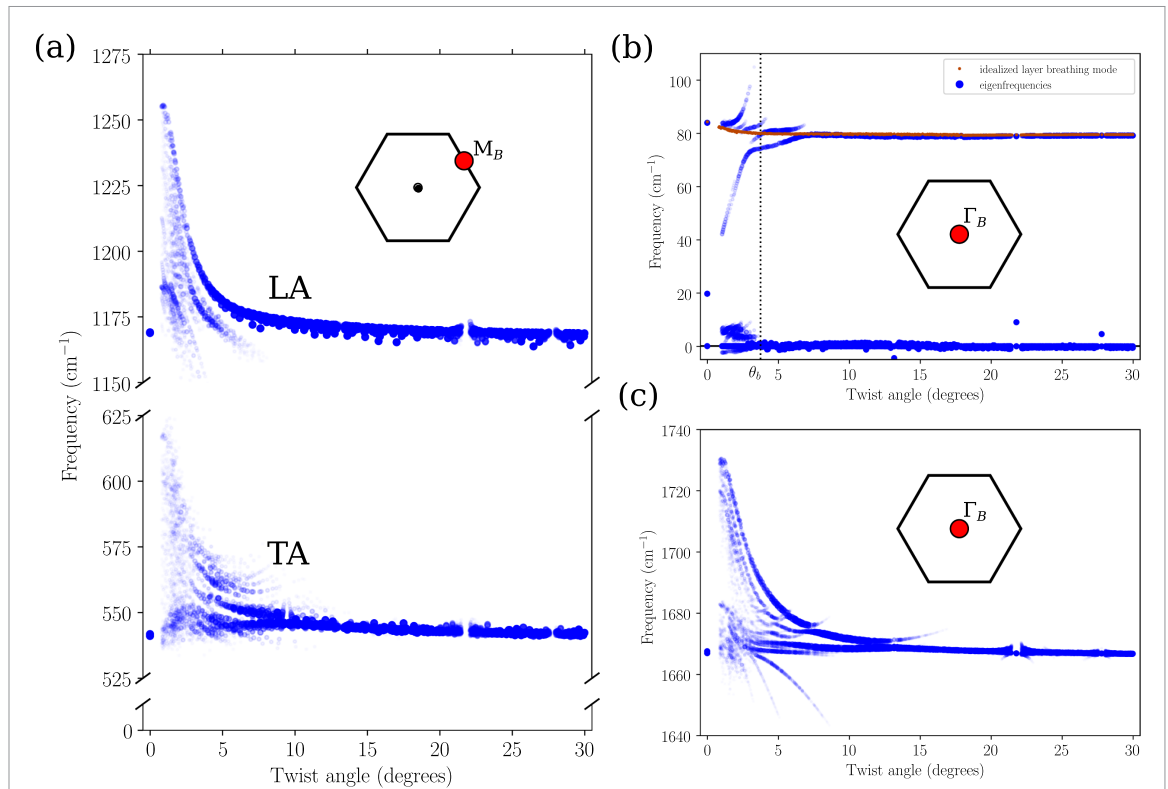 (a)
1275
1250
1225
1200
1175
1150
625
600
575
550
525
0
Frequency (cm⁻¹)
M_B
LA
TA
0 5 10 15 20 25 30
Twist angle (degrees)
(b)
100
80
60
40
20
0
Frequency (cm⁻¹)
idealized layer breathing mode
eigenfrequencies
Γ_B
0 θ_b 5 10 15 20 25 30
Twist angle (degrees)
(c)
1740
1720
1700
1680
1660
1640
Frequency (cm⁻¹)
Γ_B
0 5 10 15 20 25 30
Twist angle (degrees)